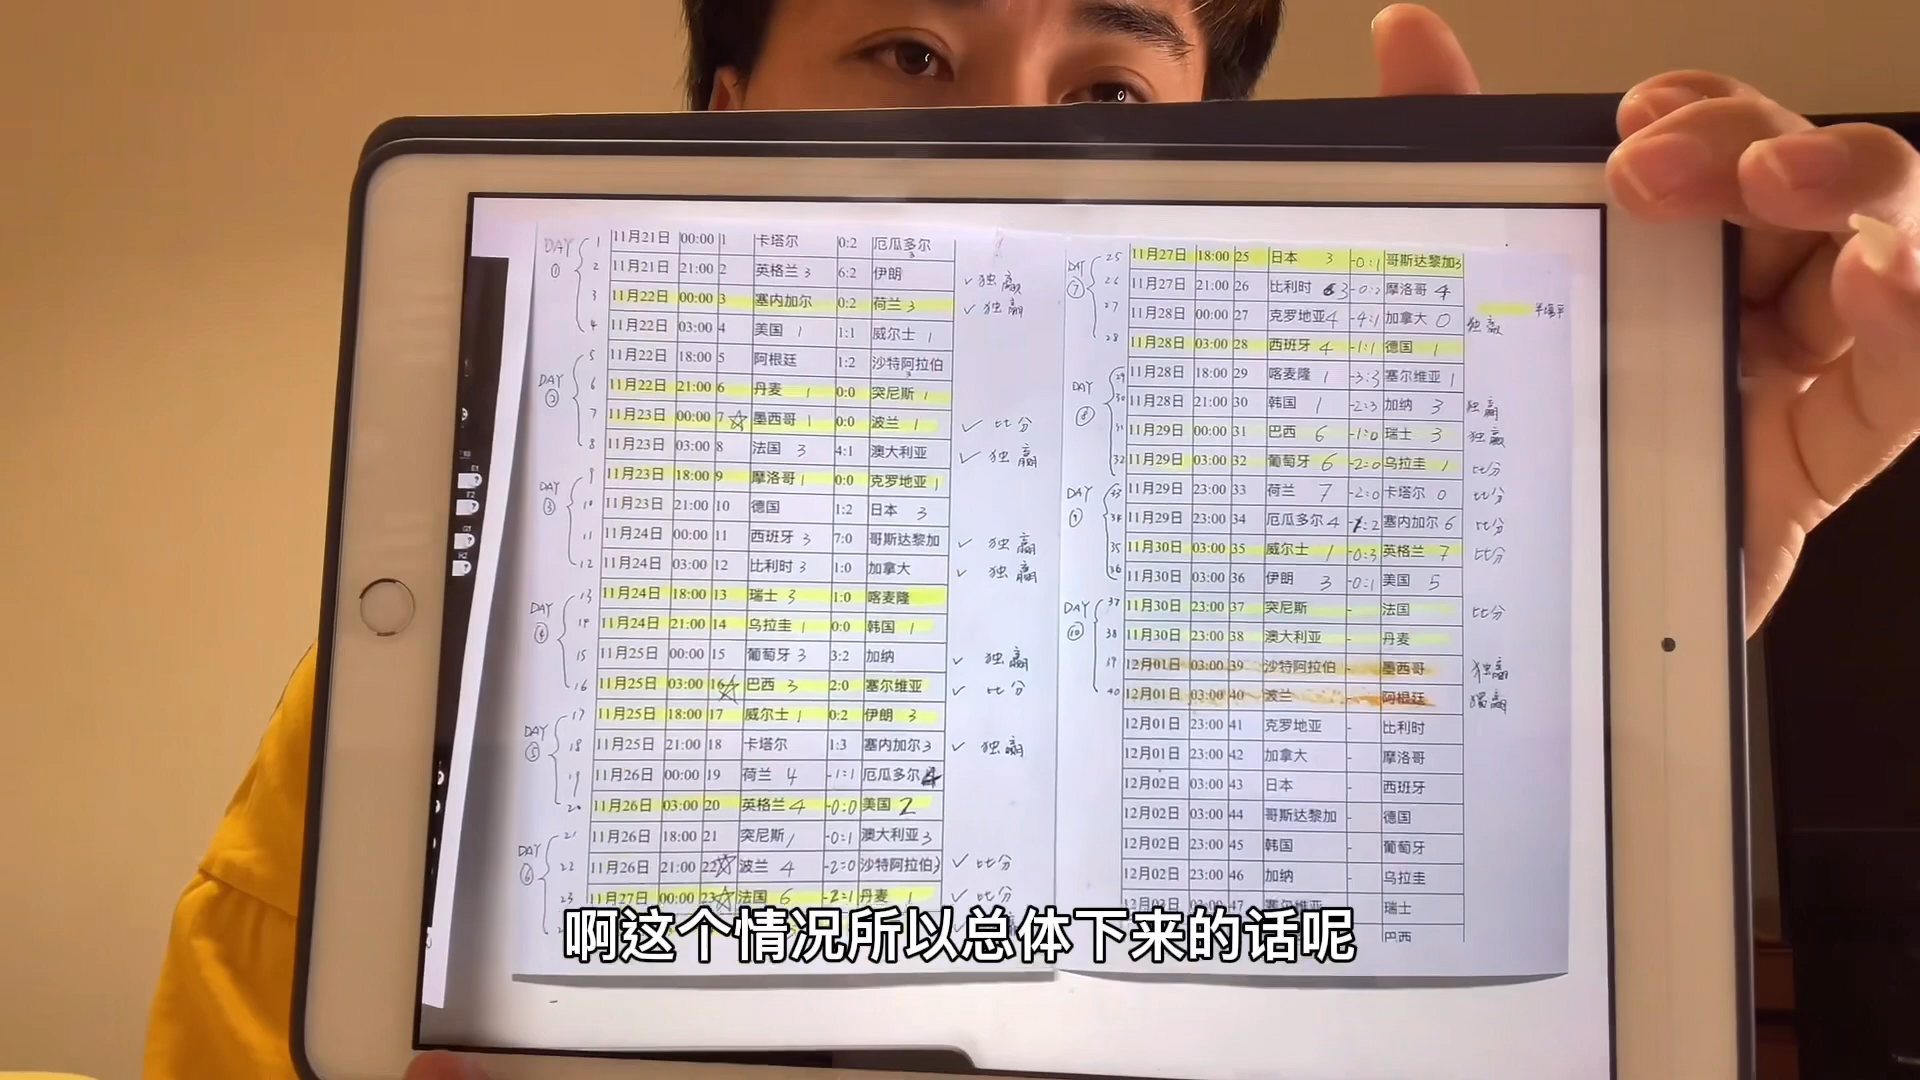 DAY ① 1 11月21日 00:00 1 卡塔尔 0:2 厄瓜多尔 3
2 11月21日 21:00 2 英格兰 3 6:2 伊朗 ✓ 独赢
3 11月22日 00:00 3 塞内加尔 0:2 荷兰 3 ✓ 独赢
4 11月22日 03:00 4 美国 1 1:1 威尔士 1
5 11月22日 18:00 5 阿根廷 1:2 沙特阿拉伯 3
DAY ② 6 11月22日 21:00 6 丹麦 1 0:0 突尼斯 1
7 11月23日 00:00 7 ☆ 墨西哥 1 0:0 波兰 1 ✓ 比分
8 11月23日 03:00 8 法国 3 4:1 澳大利亚 ✓ 独赢
9 11月23日 18:00 9 摩洛哥 1 0:0 克罗地亚 1
DAY ③ 10 11月23日 21:00 10 德国 1:2 日本 3
11 11月24日 00:00 11 西班牙 3 7:0 哥斯达黎加 ✓ 独赢
12 11月24日 03:00 12 比利时 3 1:0 加拿大 ✓ 独赢
13 11月24日 18:00 13 瑞士 3 1:0 喀麦隆
DAY ④ 14 11月24日 21:00 14 乌拉圭 1 0:0 韩国 1
15 11月25日 00:00 15 葡萄牙 3 3:2 加纳 ✓ 独赢
16 11月25日 03:00 16 ☆ 巴西 3 2:0 塞尔维亚 ✓ 比分
17 11月25日 18:00 17 威尔士 1 0:2 伊朗 3
DAY ⑤ 18 11月25日 21:00 18 卡塔尔 1:3 塞内加尔 3 ✓ 独赢
19 11月26日 00:00 19 荷兰 4 -1:1 厄瓜多尔 4
20 11月26日 03:00 20 英格兰 4 -0:0 美国 2
21 11月26日 18:00 21 突尼斯 1 -0:1 澳大利亚 3
DAY ⑥ 22 11月26日 21:00 22 ☆ 波兰 4 -2:0 沙特阿拉伯 3 ✓ 比分
23 11月27日 00:00 23 ☆ 法国 6 -2:1 丹麦 1 ✓ 比分
DAY ⑦ 25 11月27日 18:00 25 日本 3 -0:1 哥斯达黎加 3
26 11月27日 21:00 26 比利时 3 -0:2 摩洛哥 4
27 11月28日 00:00 27 克罗地亚 4 -4:1 加拿大 0 独赢
28 11月28日 03:00 28 西班牙 4 -1:1 德国 1
29 11月28日 18:00 29 喀麦隆 1 -3:3 塞尔维亚 1
DAY ⑧ 30 11月28日 21:00 30 韩国 1 -2:3 加纳 3 独赢
31 11月29日 00:00 31 巴西 6 -1:0 瑞士 3 独赢
32 11月29日 03:00 32 葡萄牙 6 -2:0 乌拉圭 1 比分
DAY ⑨ 33 11月29日 23:00 33 荷兰 7 -2:0 卡塔尔 0 比分
34 11月29日 23:00 34 厄瓜多尔 4 -1:2 塞内加尔 6 比分
35 11月30日 03:00 35 威尔士 1 -0:3 英格兰 7 比分
36 11月30日 03:00 36 伊朗 3 -0:1 美国 5
DAY ⑩ 37 11月30日 23:00 37 突尼斯 - 法国 比分
38 11月30日 23:00 38 澳大利亚 - 丹麦
39 12月01日 03:00 39 沙特阿拉伯 - 墨西哥 独赢
40 12月01日 03:00 40 波兰 - 阿根廷 独赢
12月01日 23:00 41 克罗地亚 - 比利时
12月01日 23:00 42 加拿大 - 摩洛哥
12月02日 03:00 43 日本 - 西班牙
12月02日 03:00 44 哥斯达黎加 - 德国
12月02日 23:00 45 韩国 - 葡萄牙
12月02日 23:00 46 加纳 - 乌拉圭
47 塞尔维亚 瑞士
巴西
啊这个情况所以总体下来的话呢